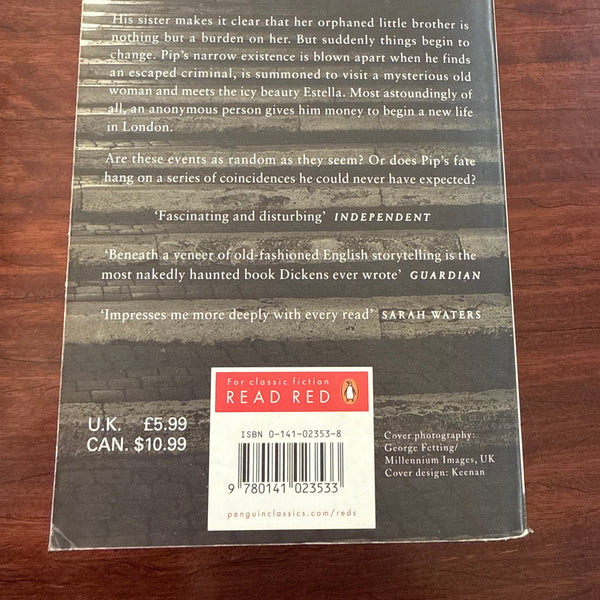 His sister makes it clear that her orphaned little brother is
nothing but a burden on her. But suddenly things begin to
change. Pip's narrow existence is blown apart when he finds
an escaped criminal, is summoned to visit a mysterious old
woman and meets the icy beauty Estella. Most astoundingly of
all, an anonymous person gives him money to begin a new life
in London.
Are these events as random as they seem? Or does Pip's fate
hang on a series of coincidences he could never have expected?
'Fascinating and disturbing' INDEPENDENT
'Beneath a veneer of old-fashioned English storytelling is the
most nakedly haunted book Dickens ever wrote' GUARDIAN
'Impresses me more deeply with every read' SARAH WATERS
For classic fiction
READ RED
U.K. £5.99
CAN. $10.99
ISBN 0-141-02353-8
9 780141 023533
penguinclassics.com/reds
Cover photography:
George Fetting/
Millennium Images, UK
Cover design: Keenan